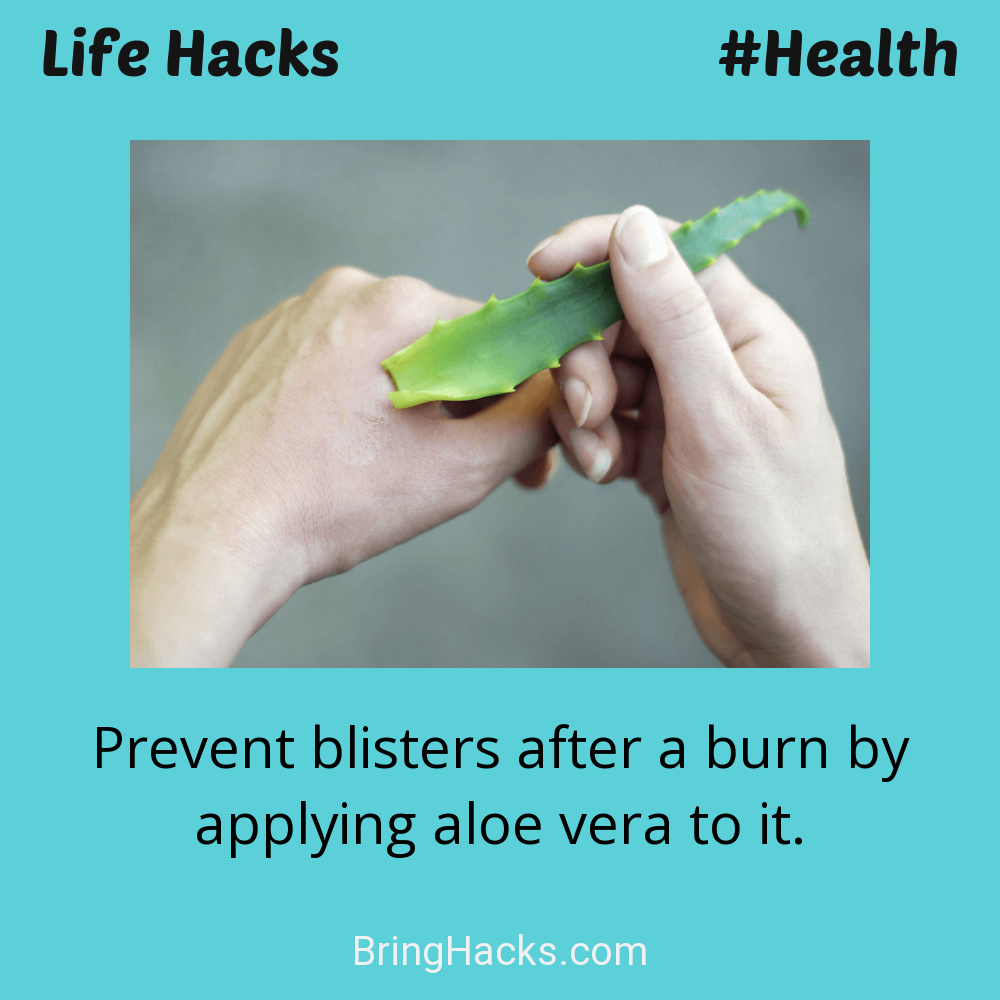 Life Hacks
#Health
Prevent blisters after a burn by
applying aloe vera to it.
BringHacks.com